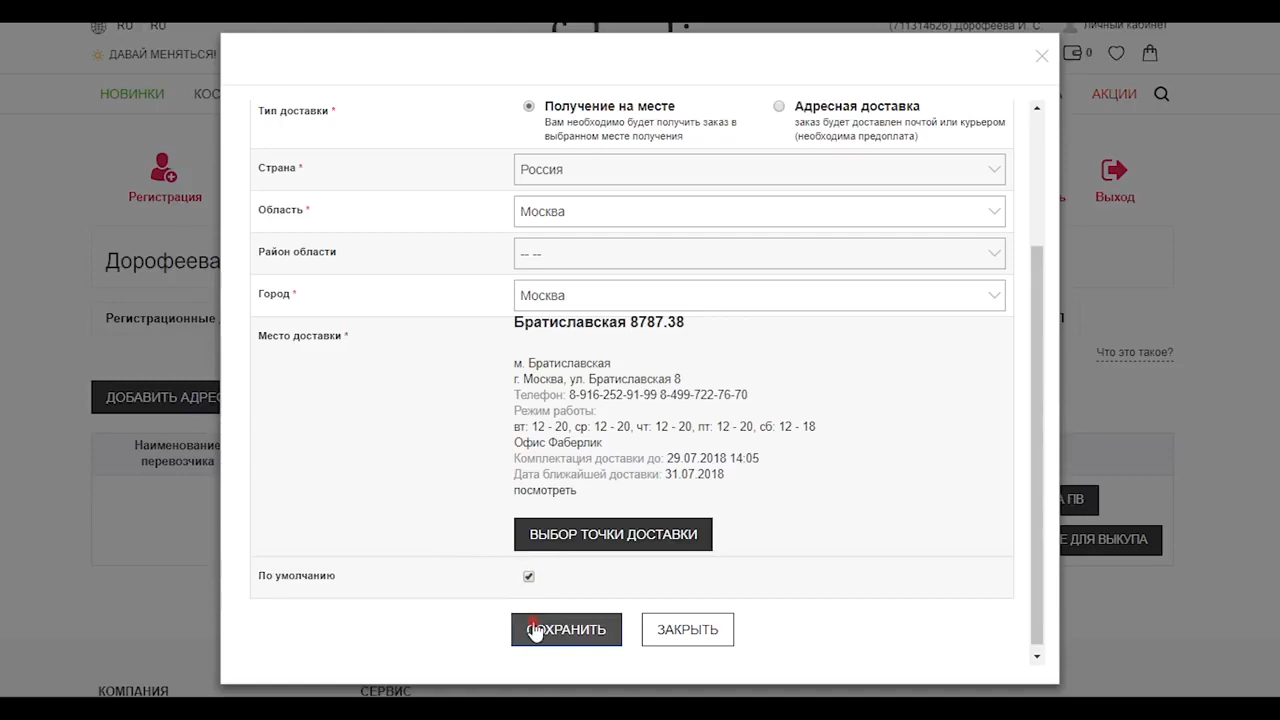 RU RU
(711314626) Дорофеева И. С.
Личный кабинет
ДАВАЙ МЕНЯТЬСЯ!
0
НОВИНКИ
КОС
АКЦИИ
Тип доставки *
Получение на месте
Вам необходимо будет получить заказ в
выбранном месте получения
Адресная доставка
заказ будет доставлен почтой или курьером
(необходима предоплата)
Страна *
Россия
Регистрация
Выход
Область *
Москва
Район области
-- --
Дорофеева
Город *
Москва
Регистрационные
Место доставки *
Братиславская 8787.38
Что это такое?
м. Братиславская
г. Москва, ул. Братиславская 8
Телефон: 8-916-252-91-99 8-499-722-76-70
Режим работы:
вт: 12 - 20, ср: 12 - 20, чт: 12 - 20, пт: 12 - 20, сб: 12 - 18
Офис Фаберлик
Комплектация доставки до: 29.07.2018 14:05
Дата ближайшей доставки: 31.07.2018
посмотреть
ДОБАВИТЬ АДРЕС
Наименование
перевозчика
А ПВ
Е ДЛЯ ВЫКУПА
ВЫБОР ТОЧКИ ДОСТАВКИ
По умолчанию
СОХРАНИТЬ
ЗАКРЫТЬ
КОМПАНИЯ
СЕРВИС